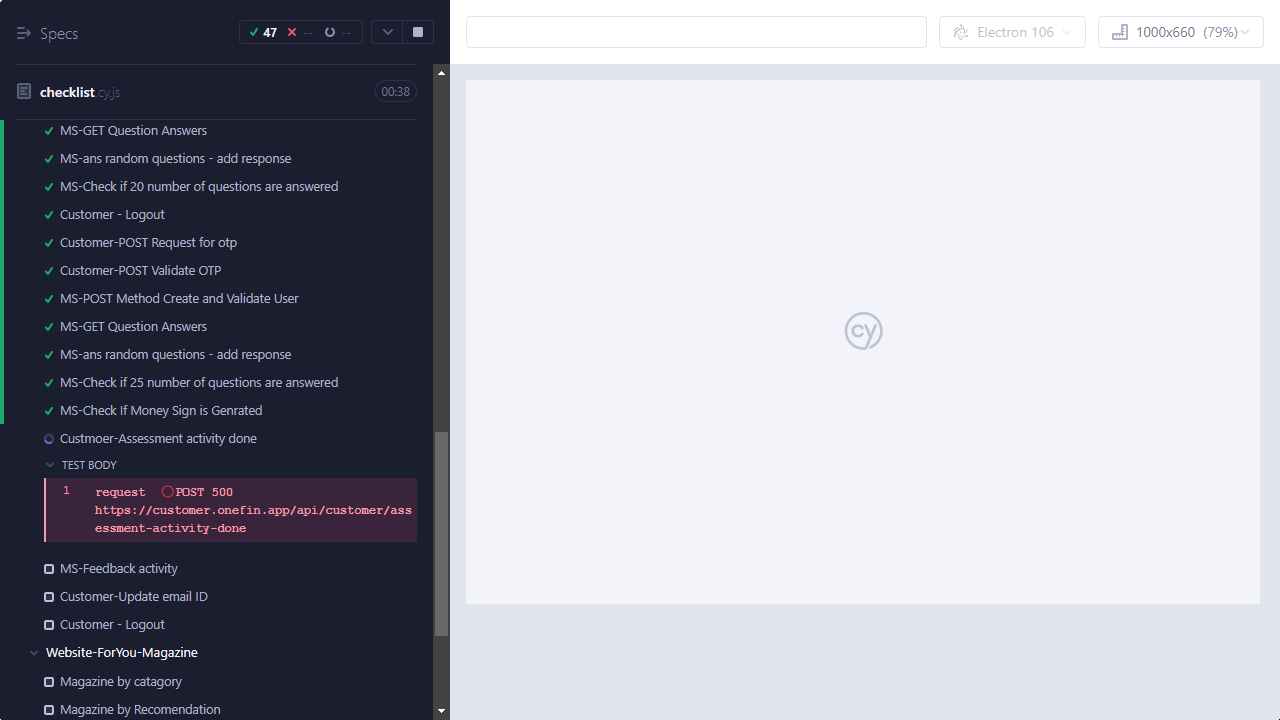 Specs
47 -- --
Electron 106
1000x660 (79%)
checklist cy.js
00:38
MS-GET Question Answers
MS-ans random questions - add response
MS-Check if 20 number of questions are answered
Customer - Logout
Customer-POST Request for otp
Customer-POST Validate OTP
MS-POST Method Create and Validate User
MS-GET Question Answers
MS-ans random questions - add response
MS-Check if 25 number of questions are answered
MS-Check If Money Sign is Genrated
Custmoer-Assessment activity done
TEST BODY
1 request POST 500
https://customer.onefin.app/api/customer/ass
essment-activity-done
MS-Feedback activity
Customer-Update email ID
Customer - Logout
Website-ForYou-Magazine
Magazine by catagory
Magazine by Recomendation
cy